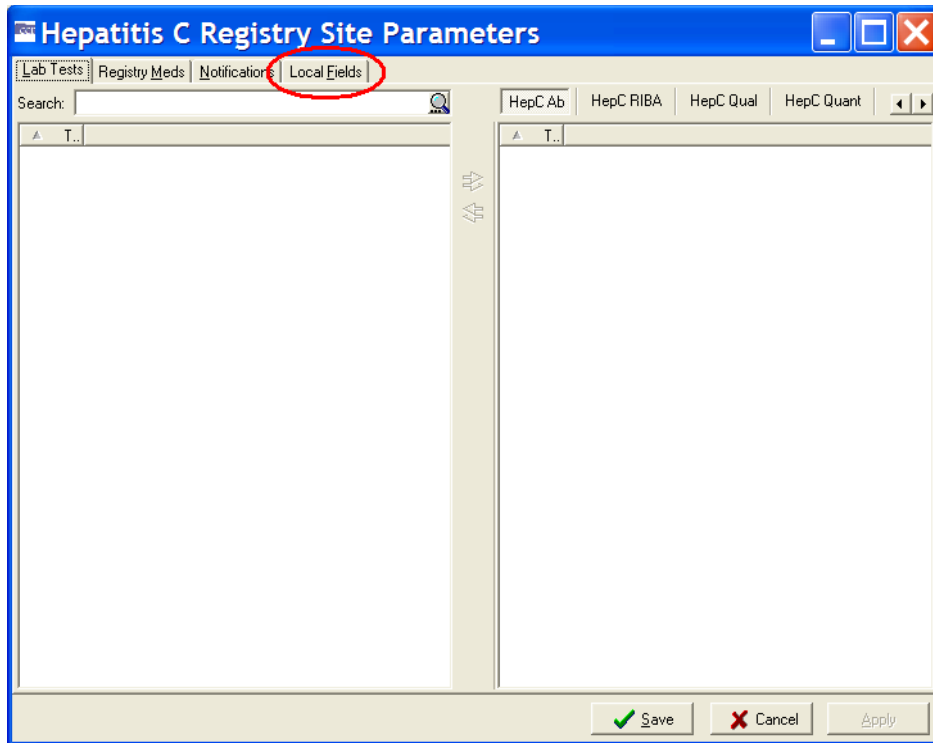 Hepatitis C Registry Site Parameters
Lab Tests Registry Meds Notifications Local Fields
Search: HepC Ab HepC RIBA HepC Qual HepC Quant
T.. T..
Save Cancel Apply